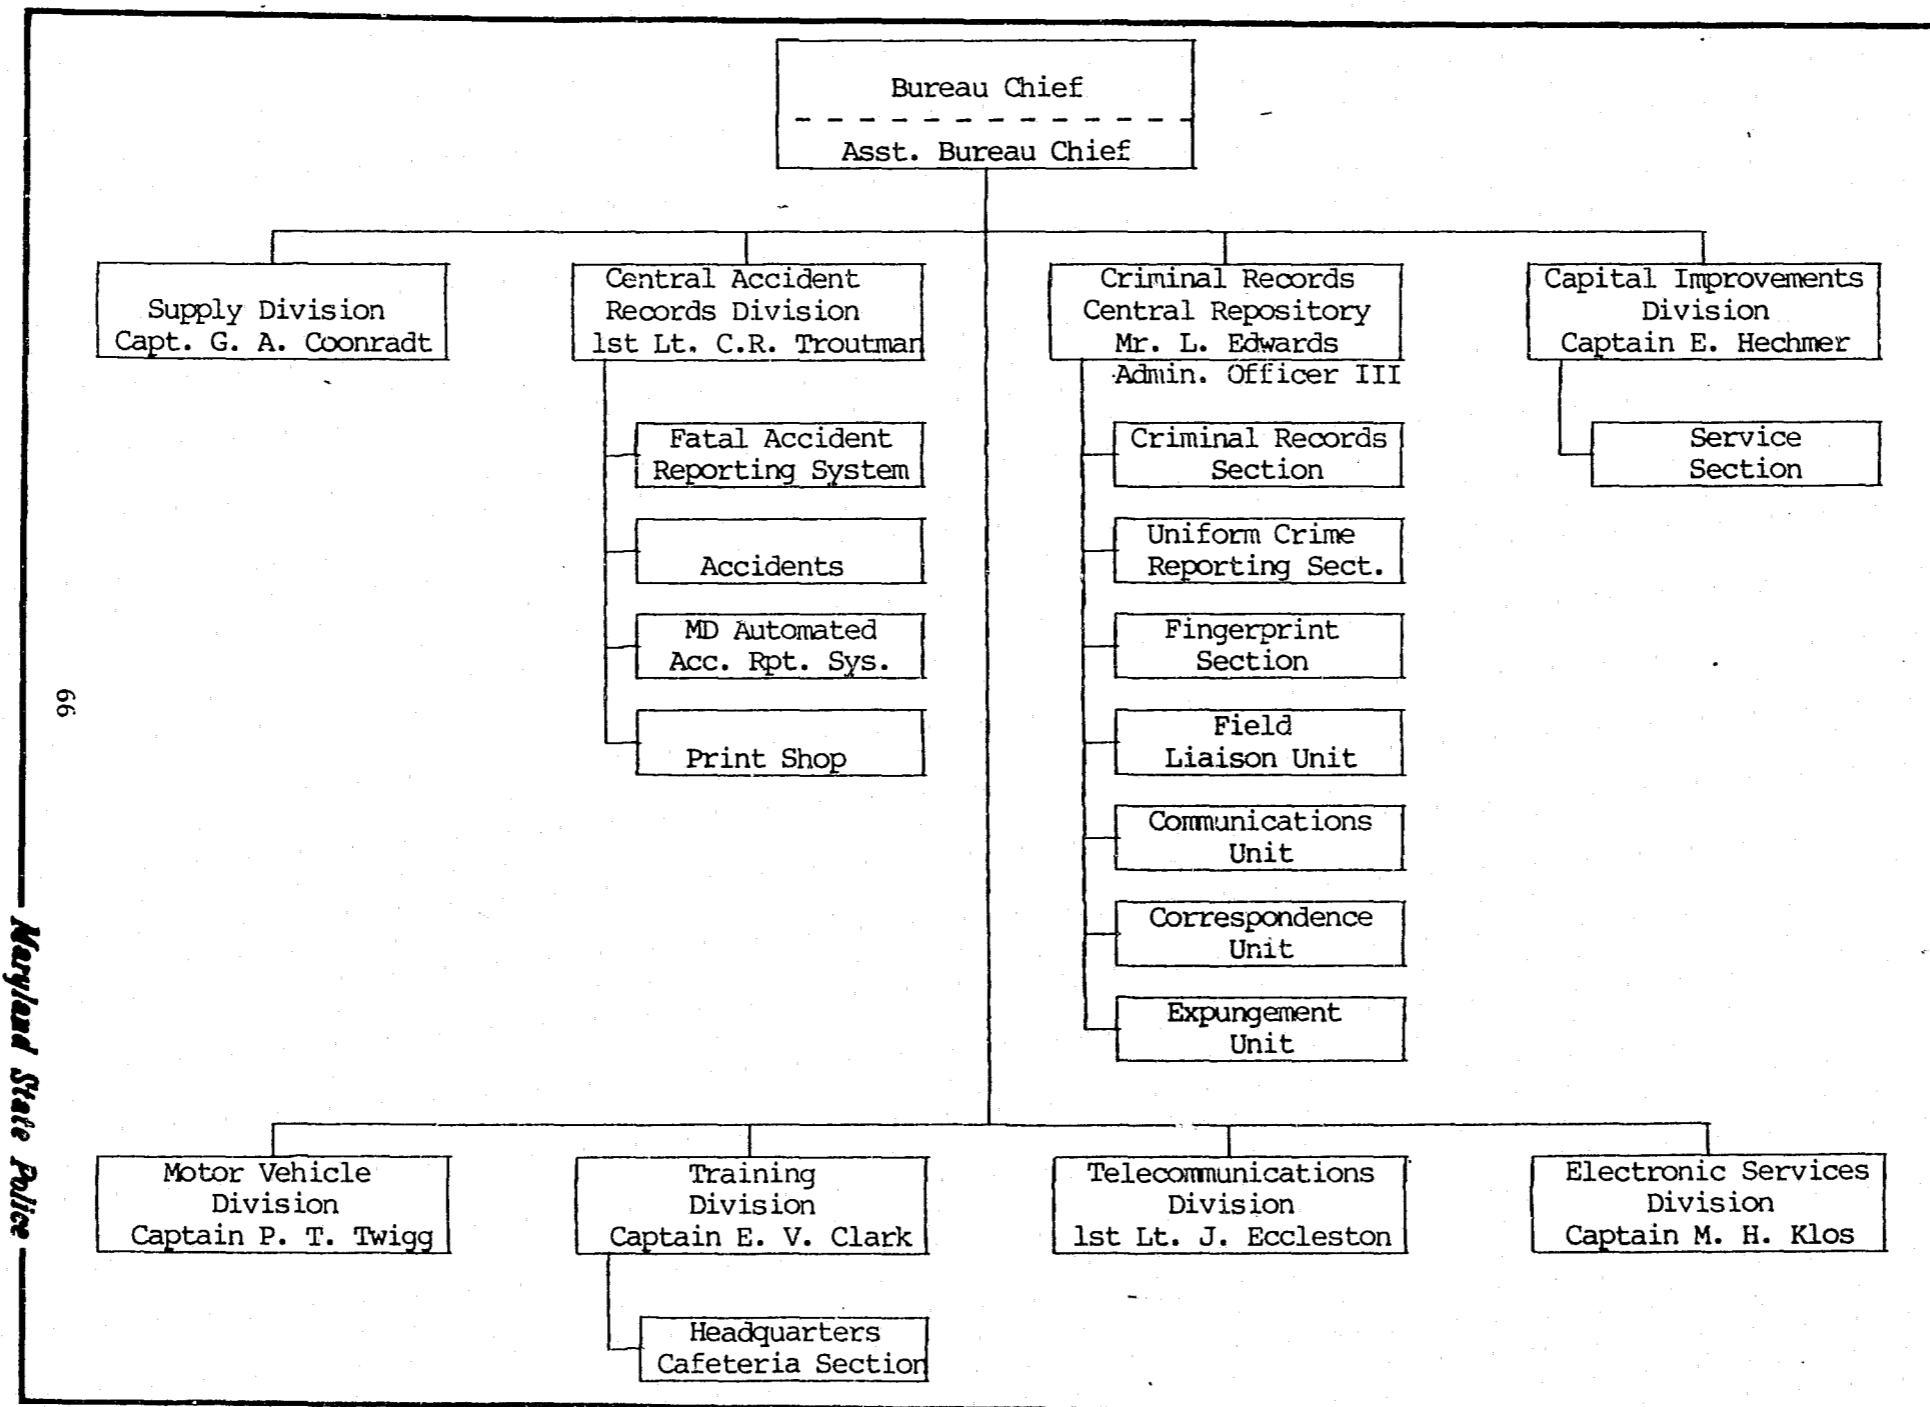 Bureau Chief
Asst. Bureau Chief
Supply Division
Capt. G. A. Coonradt
Central Accident
Records Division
1st Lt. C.R. Troutman
Fatal Accident
Reporting System
Accidents
MD Automated
Acc. Rpt. Sys.
Print Shop
Criminal Records
Central Repository
Mr. L. Edwards
Admin. Officer III
Criminal Records
Section
Uniform Crime
Reporting Sect.
Fingerprint
Section
Field
Liaison Unit
Communications
Unit
Correspondence
Unit
Expungement
Unit
Capital Improvements
Division
Captain E. Hechmer
Service
Section
Motor Vehicle
Division
Captain P. T. Twigg
Training
Division
Captain E. V. Clark
Headquarters
Cafeteria Section
Telecommunications
Division
1st Lt. J. Eccleston
Electronic Services
Division
Captain M. H. Klos
66
Maryland State Police